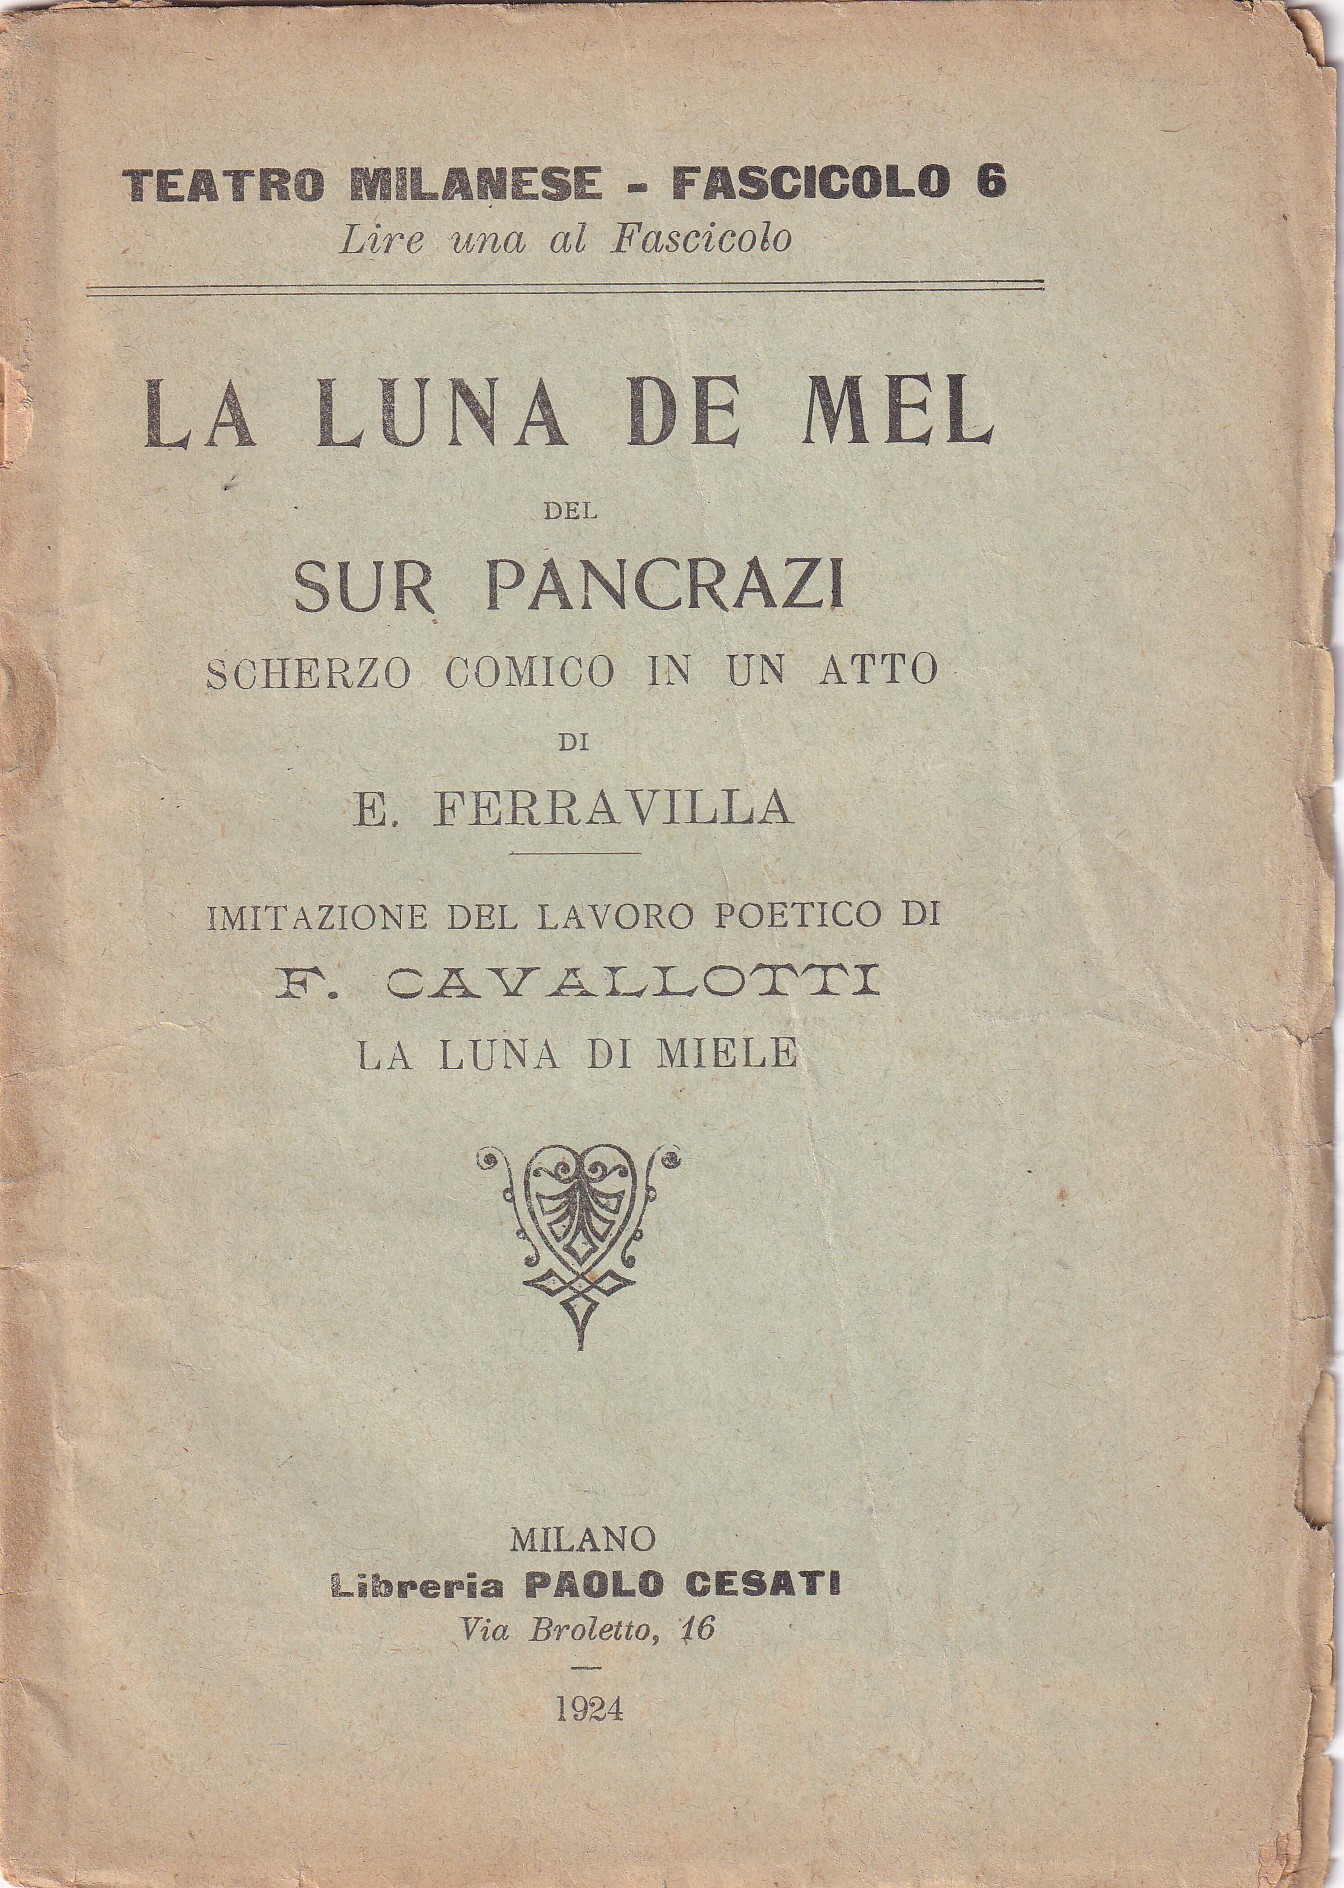 TEATRO MILANESE - FASCICOLO 6
Lire una al Fascicolo
LA LUNA DE MEL
DEL
SUR PANCRAZI
SCHERZO COMICO IN UN ATTO
DI
E. FERRAVILLA
IMITAZIONE DEL LAVORO POETICO DI
F. CAVALLOTTI
LA LUNA DI MIELE
MILANO
Libreria PAOLO CESATI
Via Broletto, 16
1924